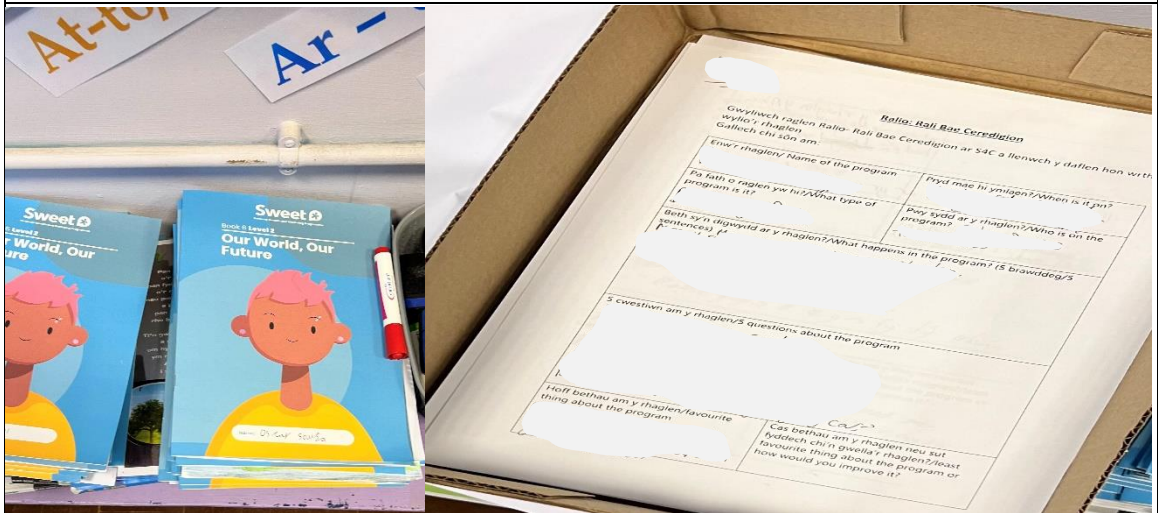 At-to
Ar –
Sweet
r World, Our
ure
Sweet
Book 6 Level 2
Our World, Our
Future
Ralio: Rali Bae Ceredigion
Gwyliwch raglen Ralio- Rali Bae Ceredigion ar S4C a llenwch y daflen hon wrth
wylio'r rhaglen
Gallech chi sôn am:
Enw'r rhaglen/ Name of the program
Pryd mae hi ymlaen?/When is it on?
Pa fath o raglen yw hi?/What type of
program is it?
Pwy sydd ar y rhaglen?/Who is on the
program?
Beth sy'n digwydd ar y rhaglen?/What happens in the program? (5 brawddeg/5
sentences)
5 cwestiwn am y rhaglen/5 questions about the program
Hoff bethau am y rhaglen/favourite
thing about the program
Cas bethau am y rhaglen neu sut
fyddech chi'n gwella'r rhaglen?/least
favourite thing about the program or
how would you improve it?